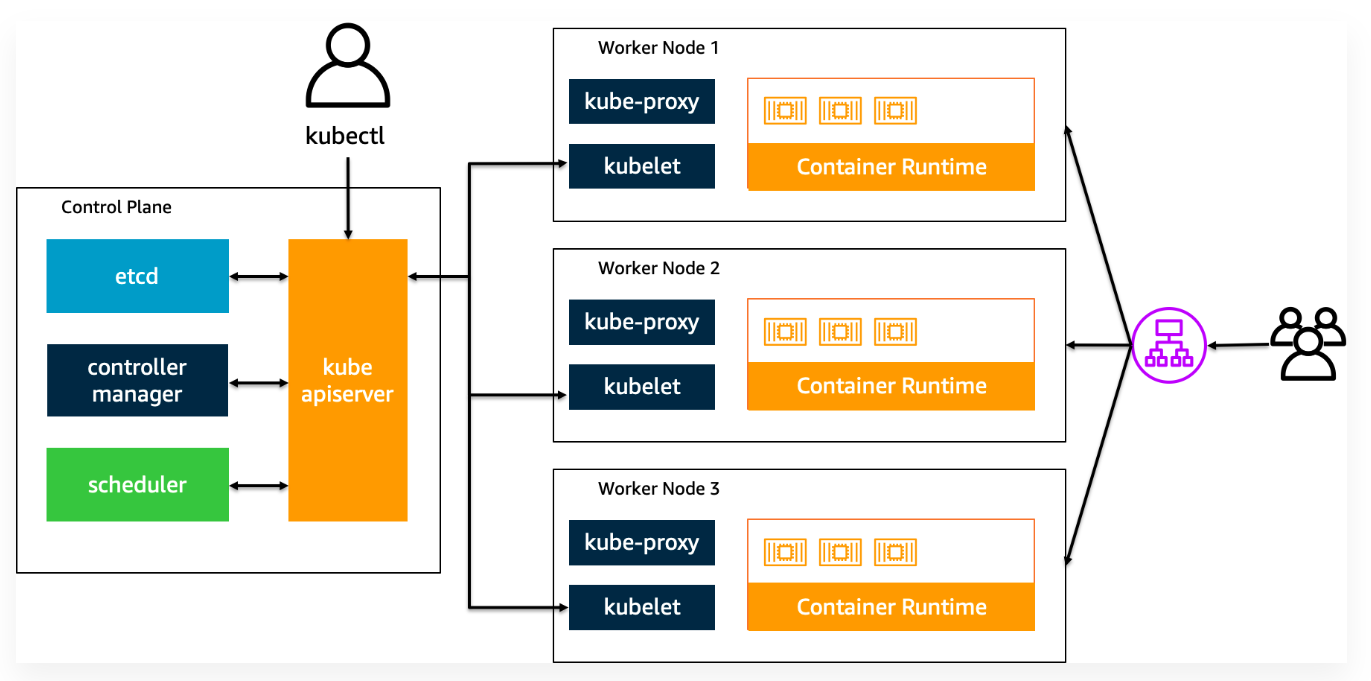 kubectl
Control Plane
etcd
controller
manager
scheduler
kube
apiserver
Worker Node 1
kube-proxy
kubelet
Container Runtime
Worker Node 2
kube-proxy
kubelet
Container Runtime
Worker Node 3
kube-proxy
kubelet
Container Runtime